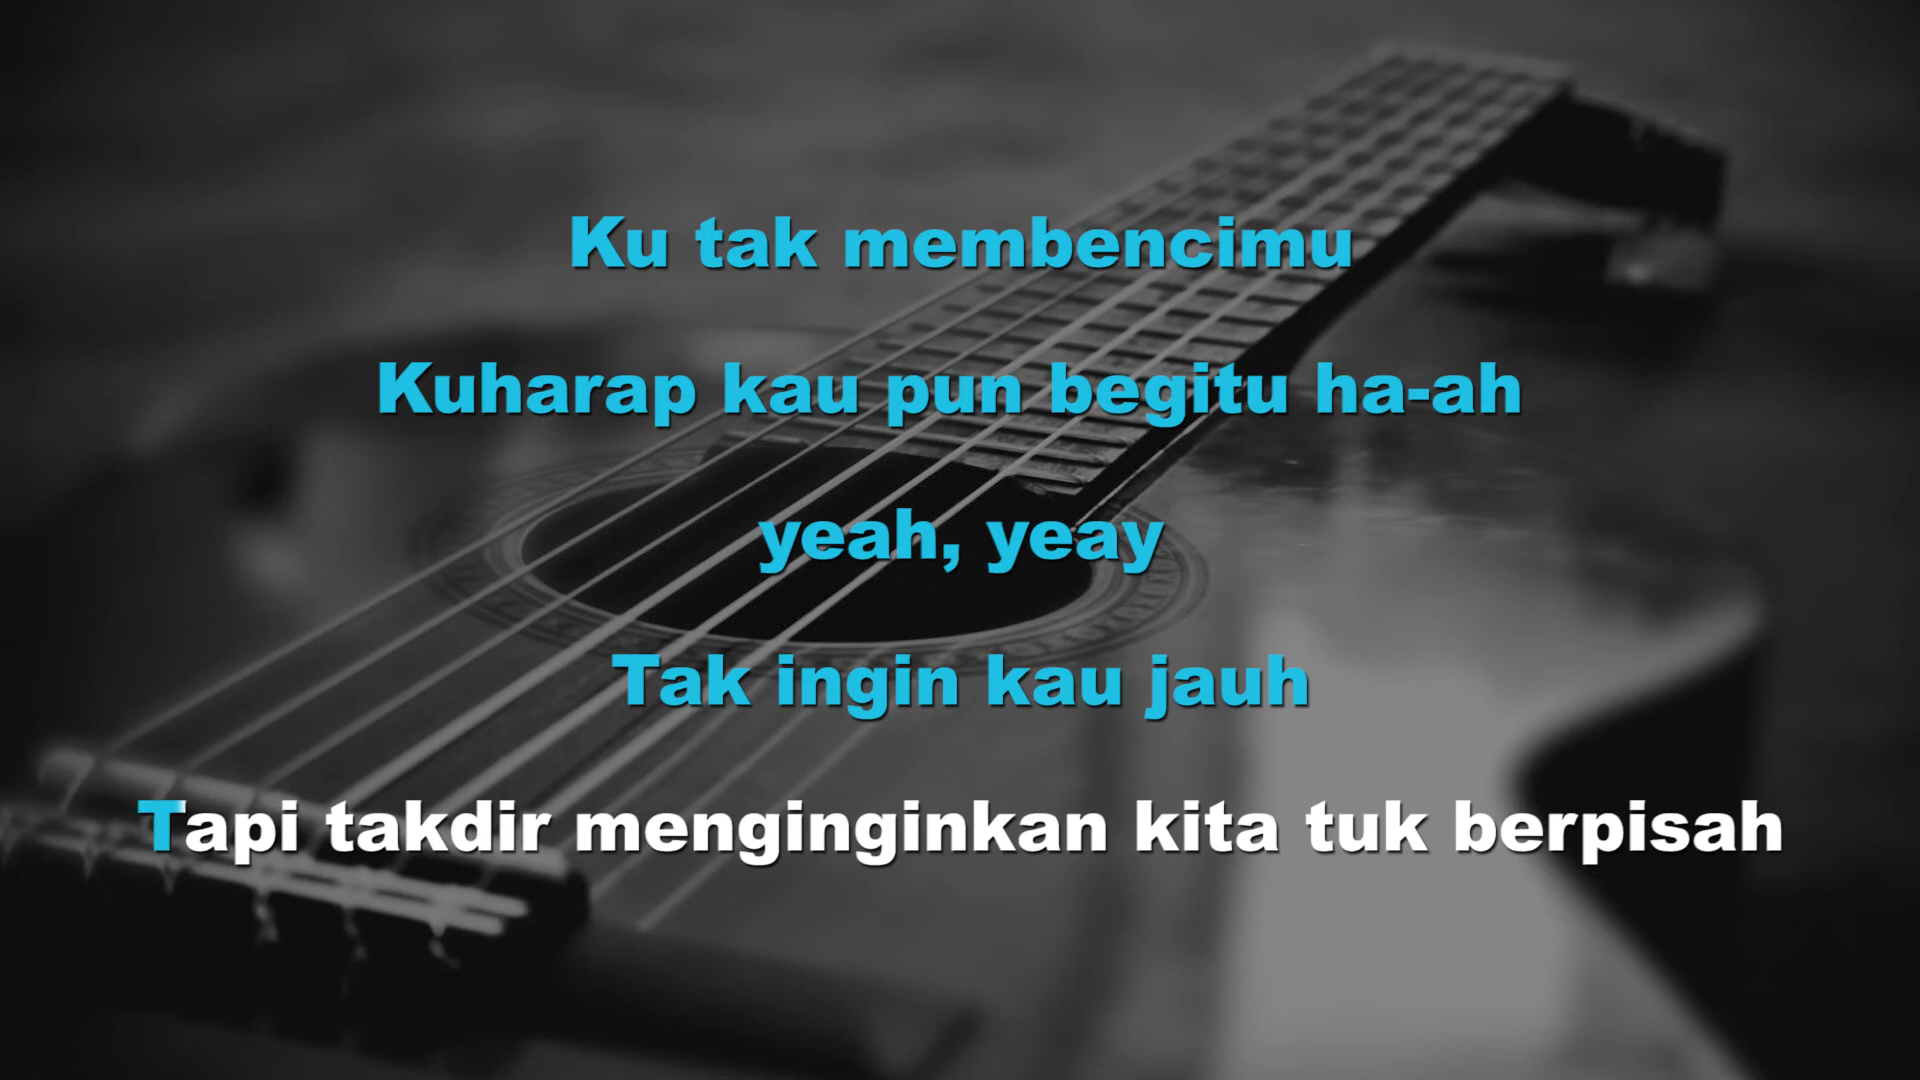 Ku tak membencimu
Kuharap kau pun begitu ha-ah
yeah, yeay
Tak ingin kau jauh
Tapi takdir menginginkan kita tuk berpisah